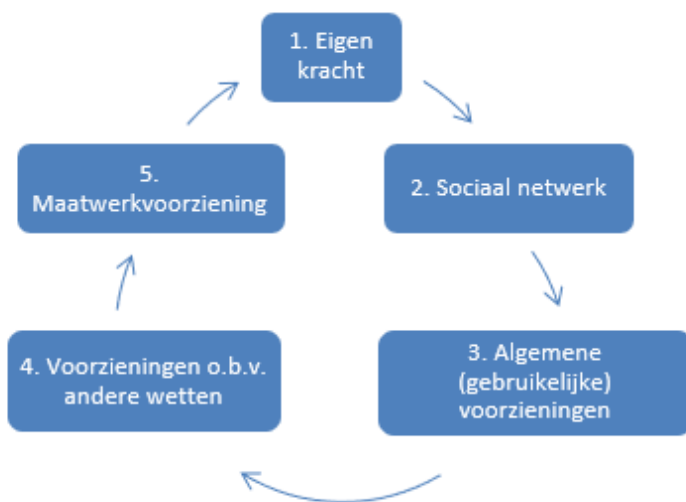 1. Eigen
kracht
2. Sociaal netwerk
3. Algemene
(gebruikelijke)
voorzieningen
4. Voorzieningen o.b.v.
andere wetten
5.
Maatwerkvoorziening